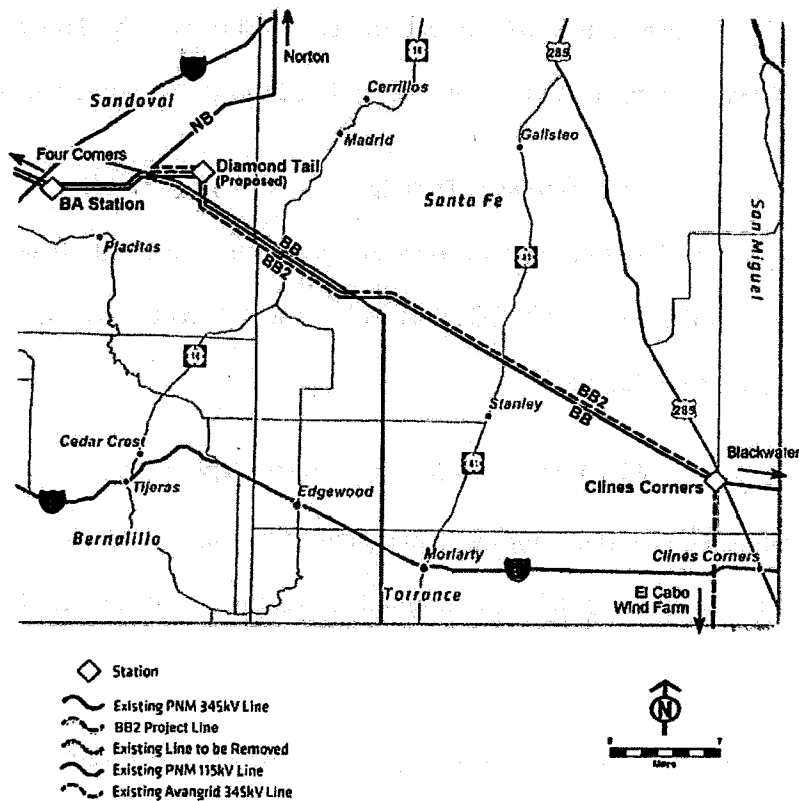 Norton
14
285
Cerrillos
Sandoval
NB
Madrid
Galisteo
Four Corners
Diamond Tail
(Proposed)
BA Station
Santa Fe
San Miguel
Placitas
BB
BB2
41
14
BB2
BB
Stanley
285
Cedar Crest
Blackwater
41
Clines Corners
Edgewood
Tijeras
Bernalillo
Moriarty
Clines Corners
Torrance
El Cabo
Wind Farm
Station
Existing PNM 345kV Line
BB2 Project Line
Existing Line to be Removed
Existing PNM 115kV Line
Existing Avangrid 345kV Line
N
Miles